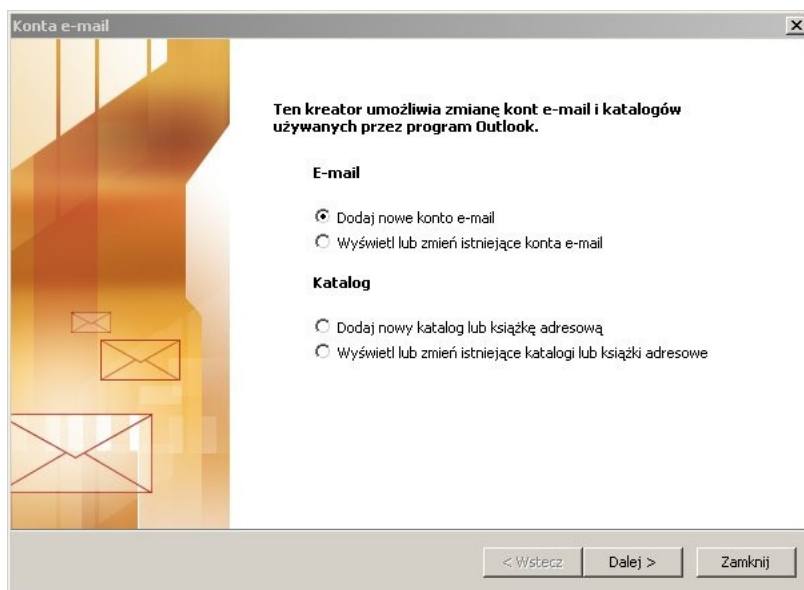 Konta e-mail
Ten kreator umożliwia zmianę kont e-mail i katalogów
używanych przez program Outlook.
E-mail
Dodaj nowe konto e-mail
Wyświetl lub zmień istniejące konta e-mail
Katalog
Dodaj nowy katalog lub książkę adresową
Wyświetl lub zmień istniejące katalogi lub książki adresowe
< Wstecz Dalej > Zamknij